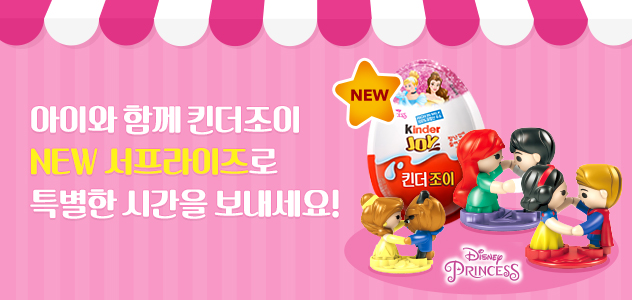 아이와 함께 킨더조이
NEW 서프라이즈로
특별한 시간을 보내세요!
NEW
Kinder
JOY
킨더조이
Disney
PRINCESS